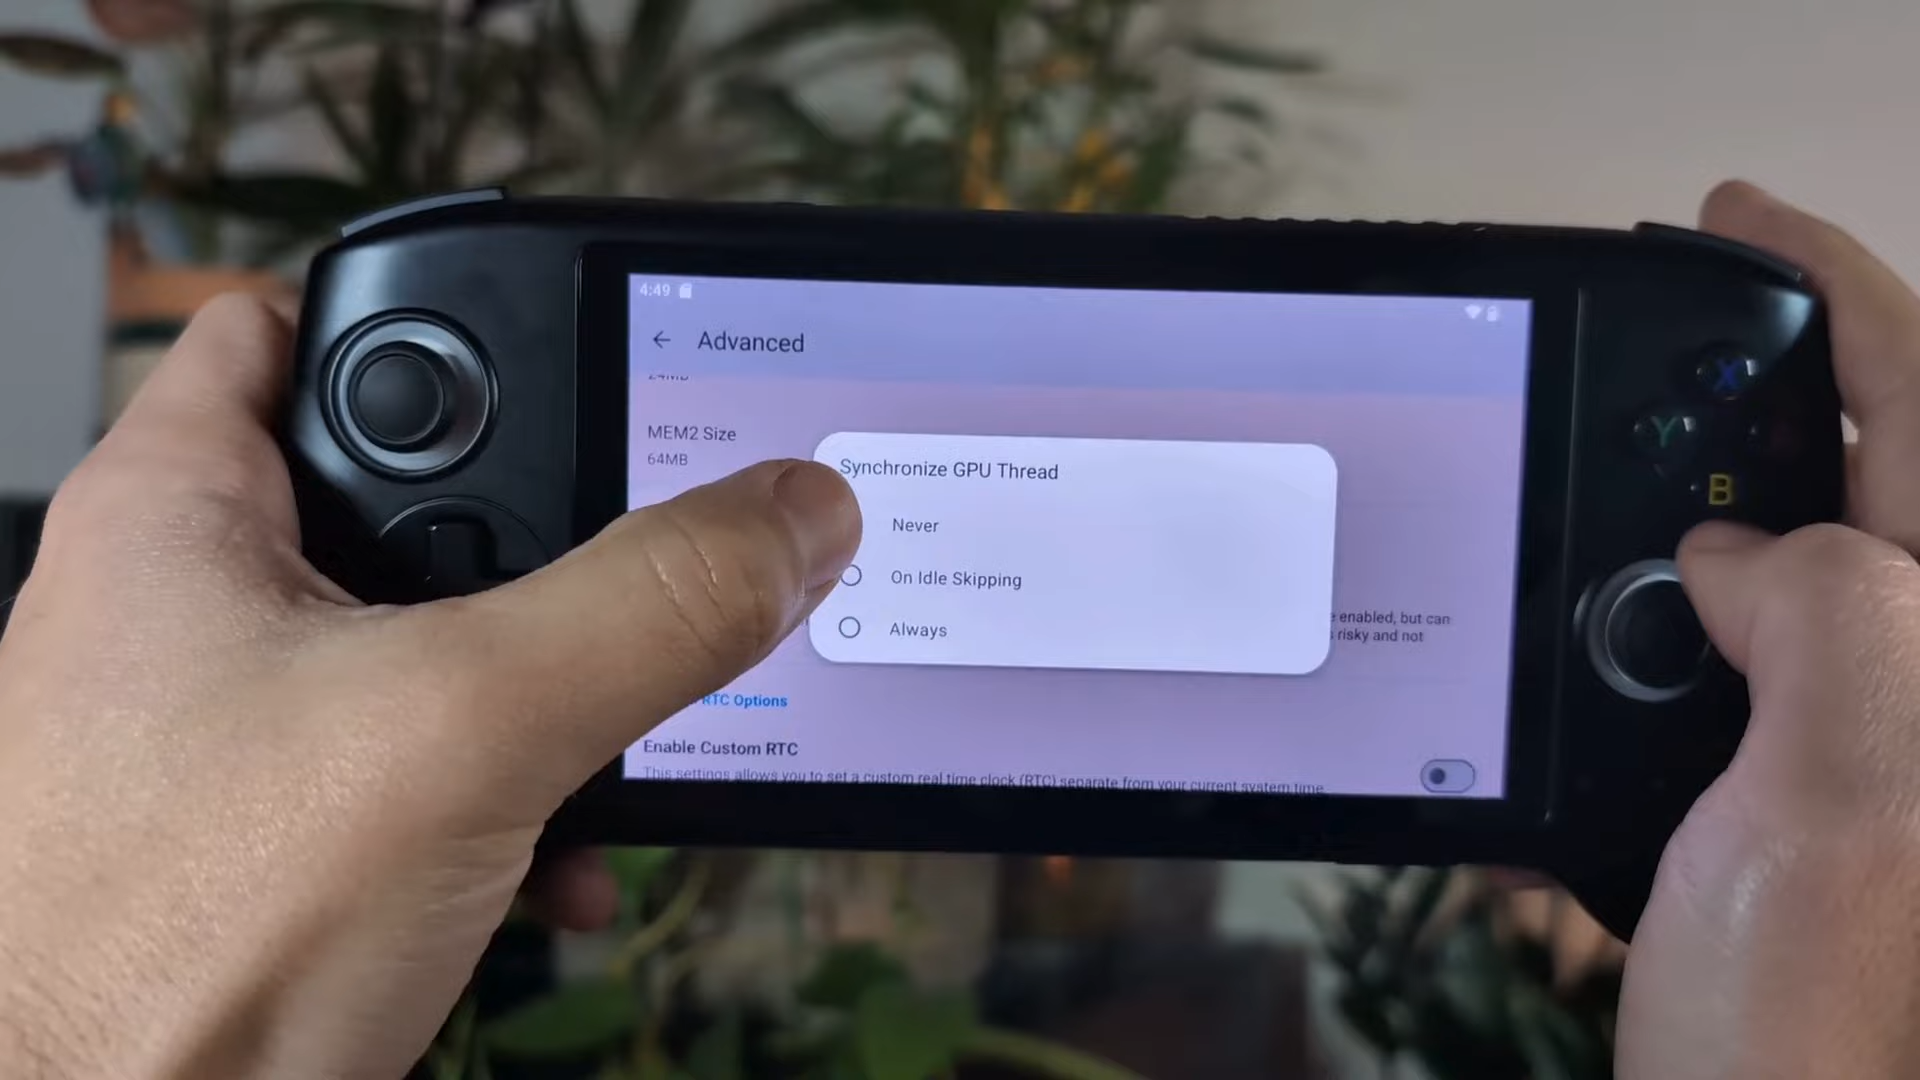 4:49
Advanced
24MB
MEM2 Size
64MB
Synchronize GPU Thread
Never
On Idle Skipping
Always
enabled, but can
risky and not
RTC Options
Enable Custom RTC
This settings allows you to set a custom real time clock (RTC) separate from your current system time.
X
Y
B